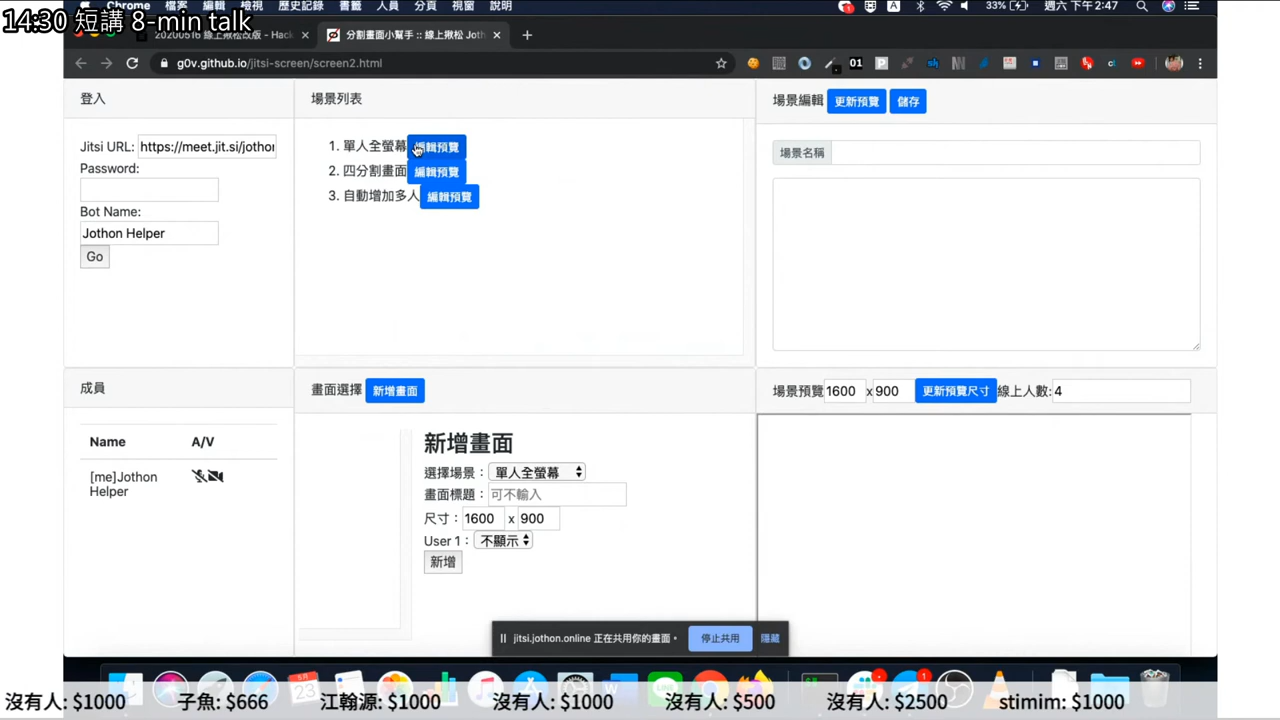 14:30 短講 8-min talk
Chrome 檔案 編輯 檢視 歷史記錄 書籤 人員 分頁 視窗 說明
33% 週六 下午 2:47
20200516 線上揪松改版 - Hac
分割畫面小幫手 :: 線上揪松 Joth
g0v.github.io/jitsi-screen/screen2.html
登入
Jitsi URL: https://meet.jit.si/jothor
Password:
Bot Name:
Jothon Helper
Go
場景列表
1. 單人全螢幕 編輯預覽
2. 四分割畫面 編輯預覽
3. 自動增加多人 編輯預覽
場景編輯 更新預覽 儲存
場景名稱
成員
Name A/V
[me]Jothon
Helper
畫面選擇 新增畫面
新增畫面
選擇場景： 單人全螢幕
畫面標題： 可不輸入
尺寸： 1600 x 900
User 1： 不顯示
新增
場景預覽 1600 x 900 更新預覽尺寸 線上人數: 4
jitsi.jothon.online 正在共用你的畫面。 停止共用 隱藏
沒有人: $1000 子魚: $666 江翰源: $1000 沒有人: $1000 沒有人: $500 沒有人: $2500 stimim: $1000